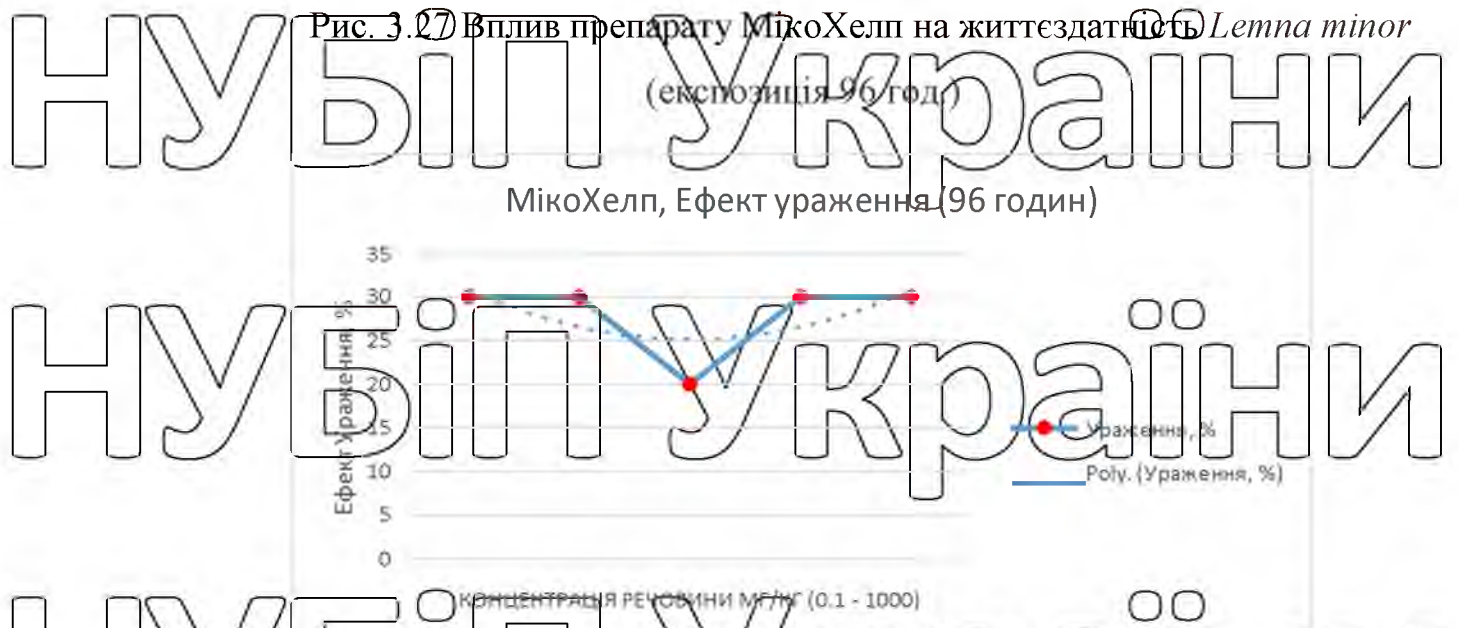 Рис. 3.27 Вплив препарату МікоХелп на життєздатність Lemna minor
(експозиція 96 год.)
НУБіП України
МікоХелп, Ефект ураження (96 годин)
35
30
25
20
15
10
5
0
Ефект Ураження, %
НУБіП України
Ураження, %
Poly. (Ураження, %)
КОНЦЕНТРАЦІЯ РЕЧОВИНИ МГ/КГ (0.1 - 1000)